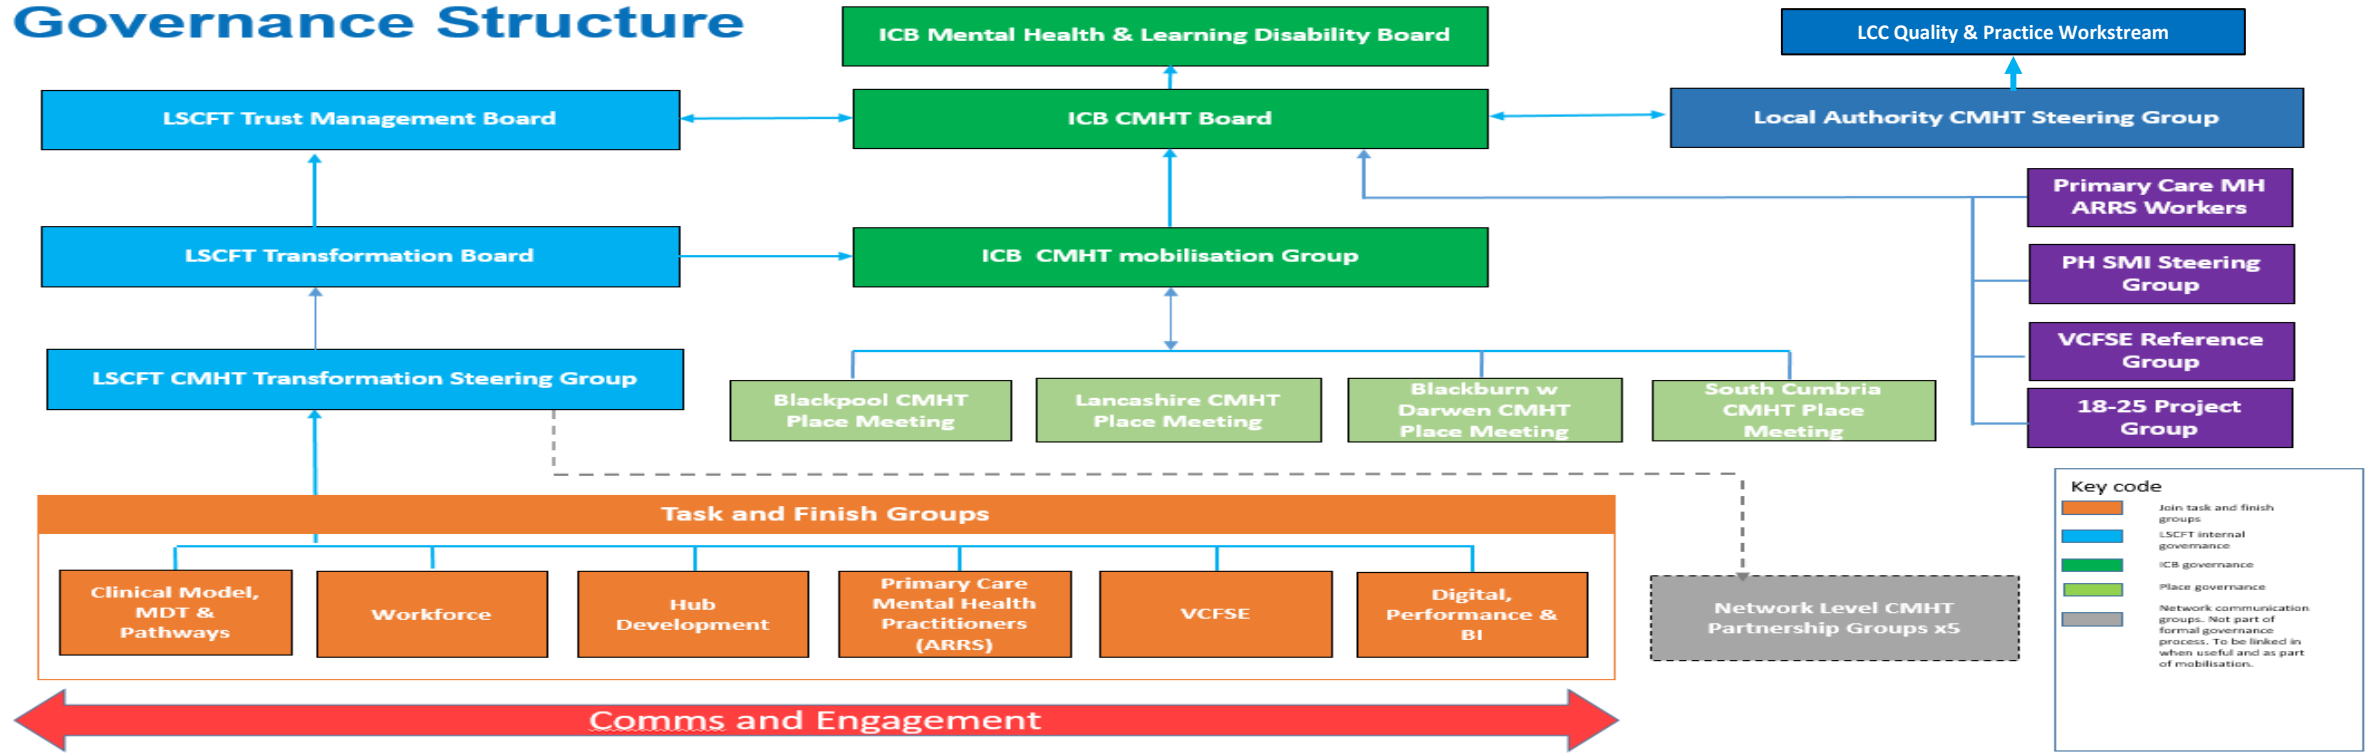 Governance Structure
ICB Mental Health & Learning Disability Board
LCC Quality & Practice Workstream
LSCFT Trust Management Board
ICB CMHT Board
Local Authority CMHT Steering Group
Primary Care MH
ARRS Workers
LSCFT Transformation Board
ICB CMHT mobilisation Group
PH SMI Steering
Group
VCFSE Reference
Group
18-25 Project
Group
LSCFT CMHT Transformation Steering Group
Blackpool CMHT
Place Meeting
Lancashire CMHT
Place Meeting
Blackburn w
Darwen CMHT
Place Meeting
South Cumbria
CMHT Place
Meeting
Task and Finish Groups
Clinical Model,
MDT &
Pathways
Workforce
Hub
Development
Primary Care
Mental Health
Practitioners
(ARRS)
VCFSE
Digital,
Performance &
BI
Network Level CMHT
Partnership Groups x5
Key code
Join task and finish
groups
LSCFT internal
governance
ICB governance
Place governance
Network communication
groups. Not part of
formal governance
process. To be linked in
when useful and as part
of mobilisation.
Comms and Engagement